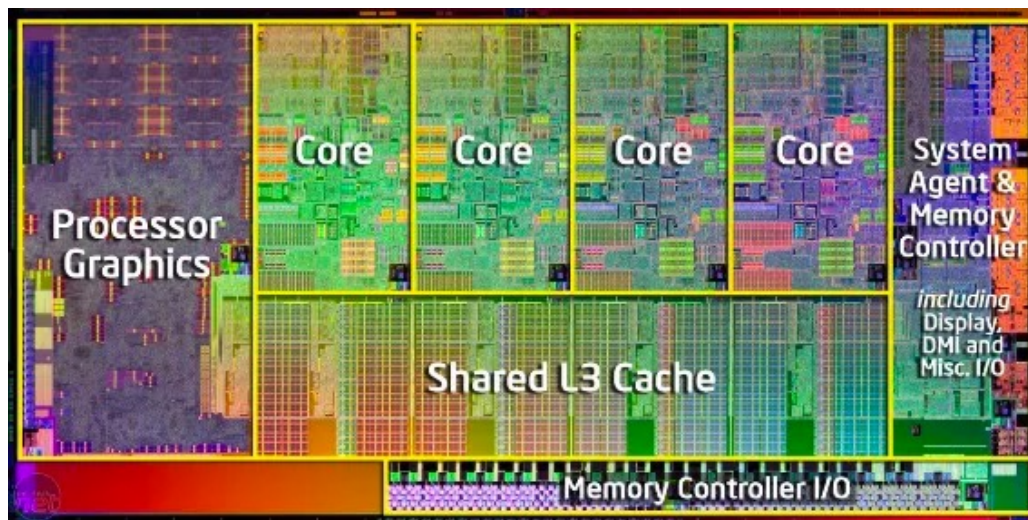 Processor
Graphics
Core
Core
Core
Core
System
Agent &
Memory
Controller
including
Display,
DMI and
Misc. I/O
Shared L3 Cache
Memory Controller I/O